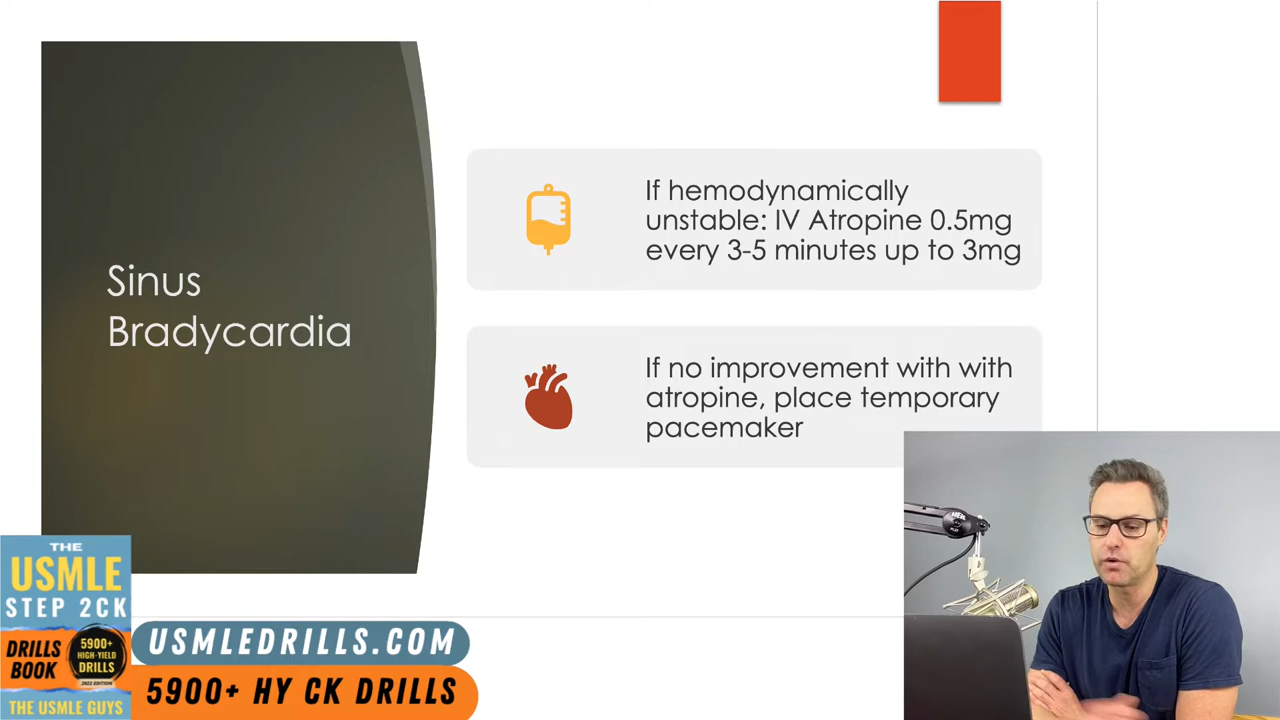 Sinus
Bradycardia
If hemodynamically
unstable: IV Atropine 0.5mg
every 3-5 minutes up to 3mg
If no improvement with with
atropine, place temporary
pacemaker
THE
USMLE
STEP 2CK
DRILLS
BOOK
5900+
HIGH-YIELD
DRILLS
2022 EDITION
THE USMLE GUYS
USMLEDRILLS.COM
5900+ HY CK DRILLS